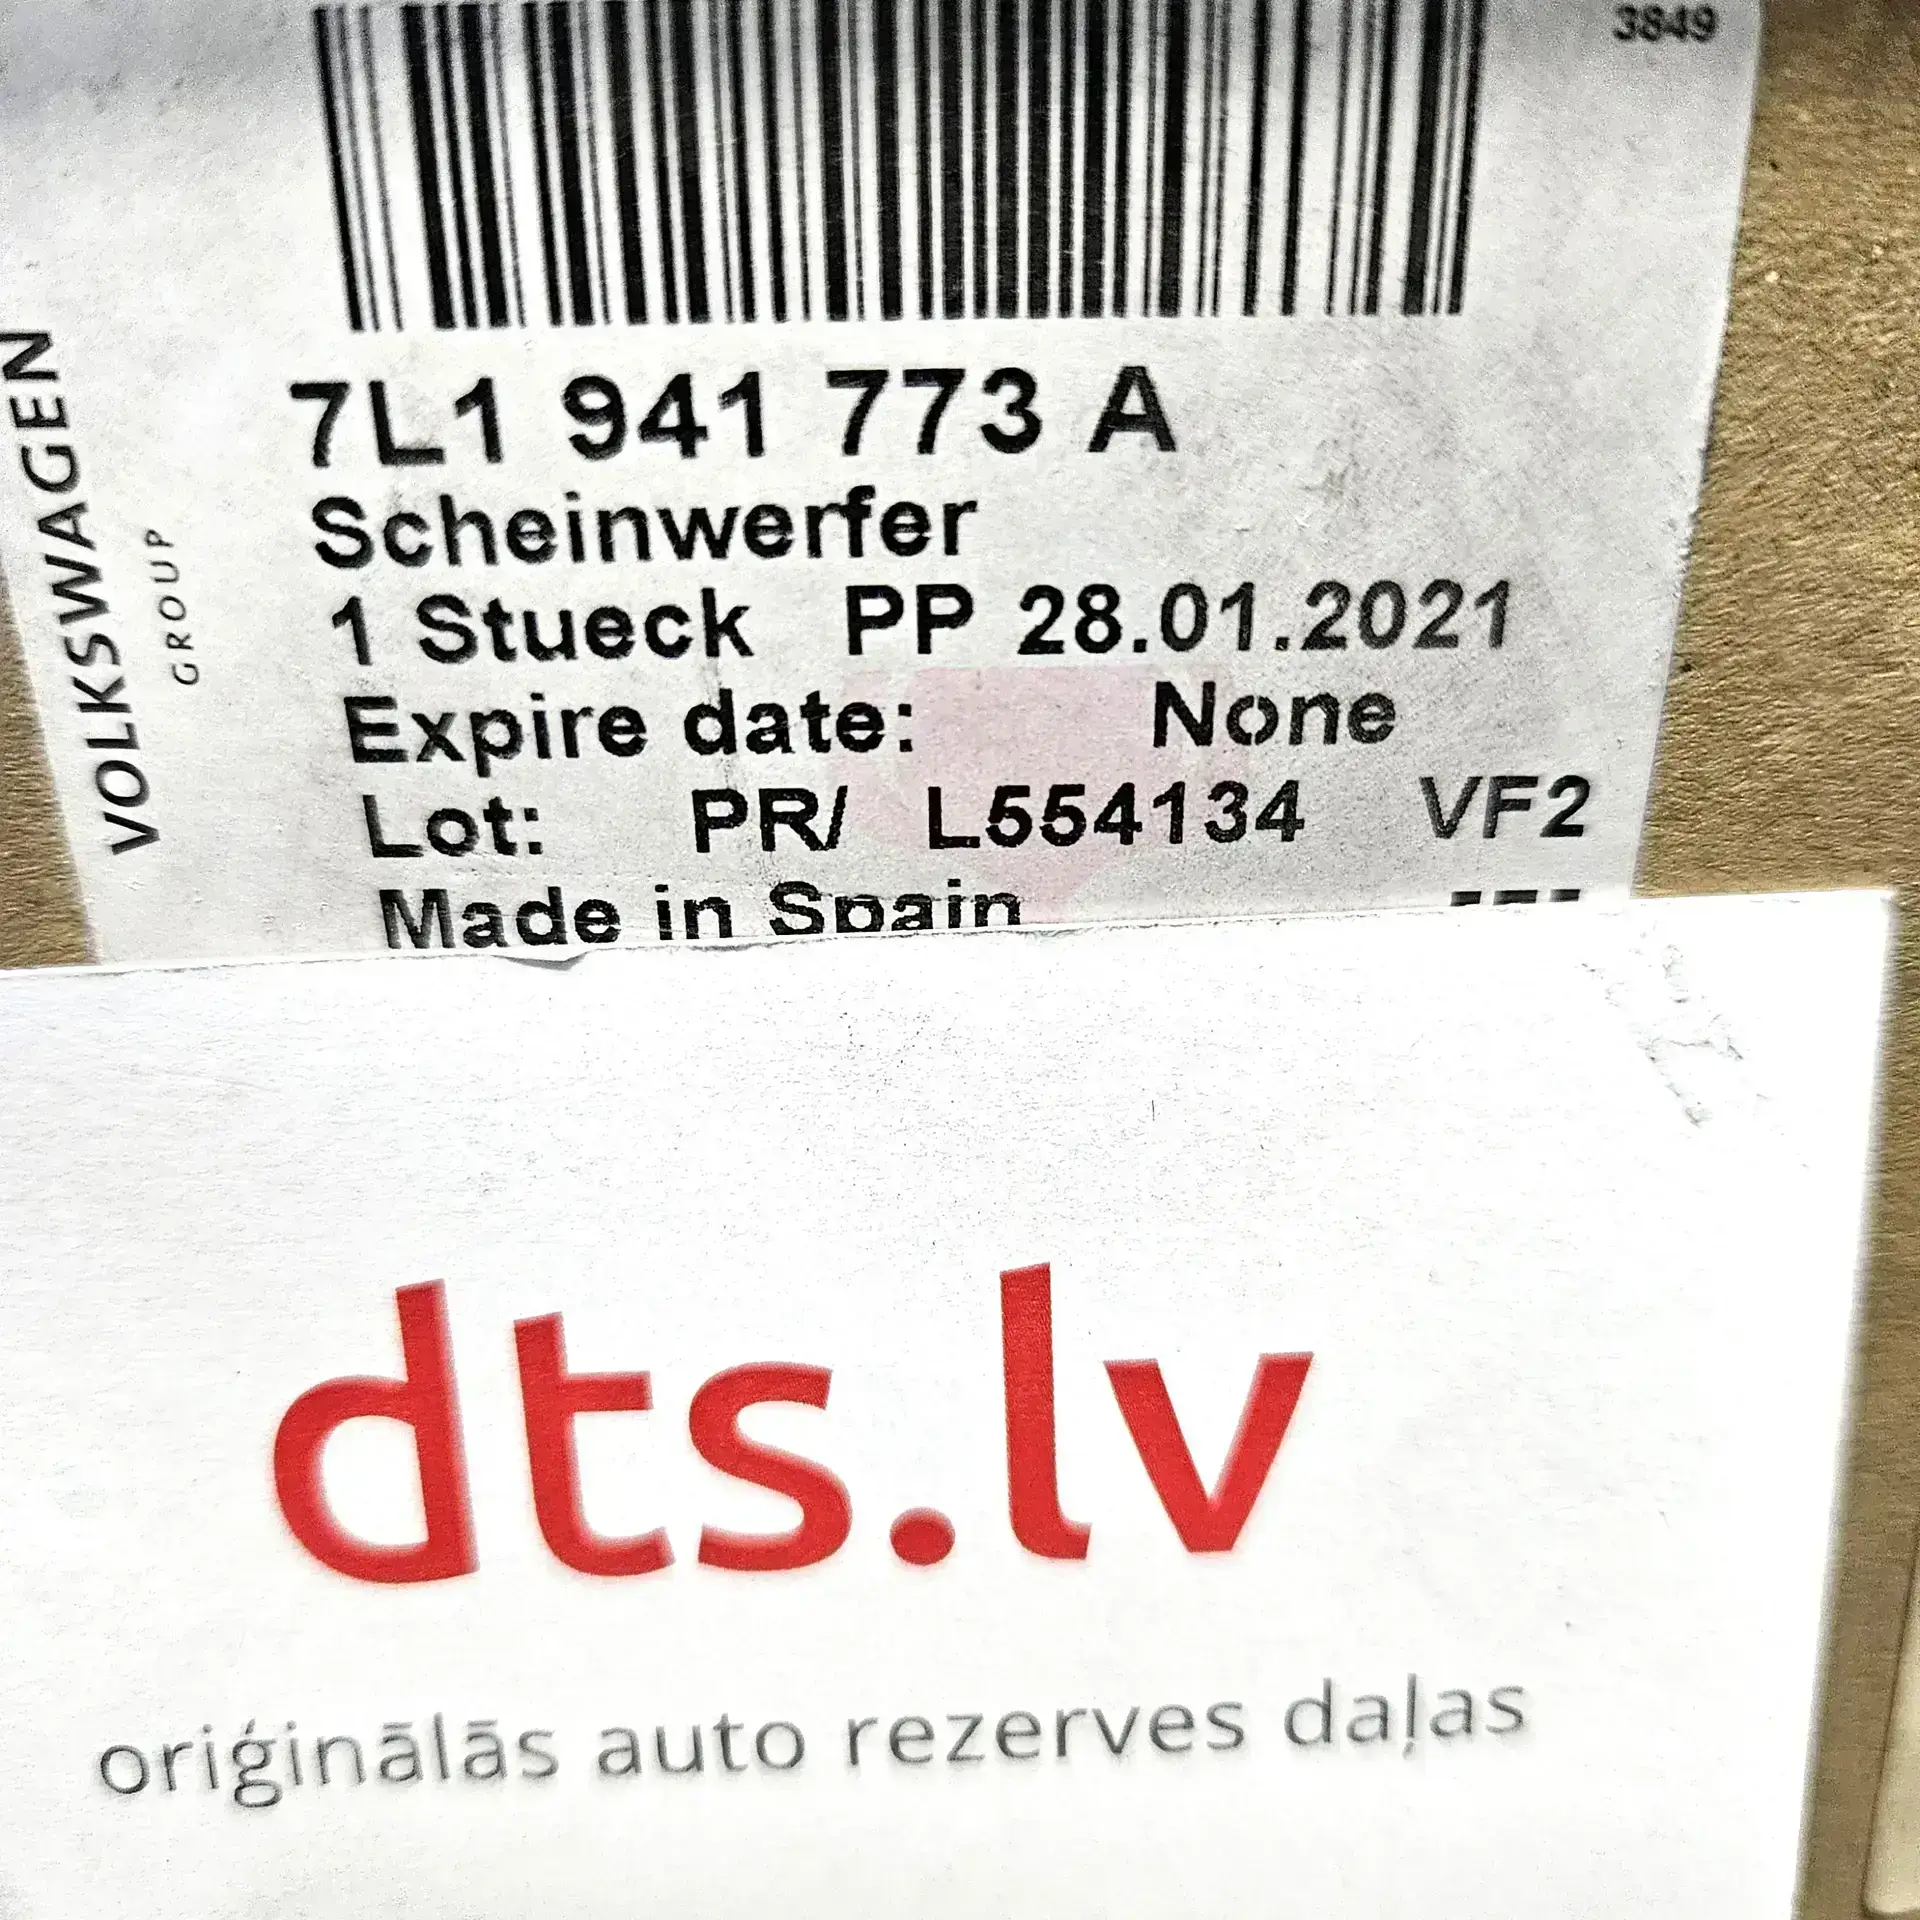 3849
VOLKSWAGEN
GROUP
7L1 941 773 A
Scheinwerfer
1 Stueck PP 28.01.2021
Expire date: None
Lot: PR/ L554134 VF2
Made in Spain
dts.lv
oriģinālās auto rezerves daļas